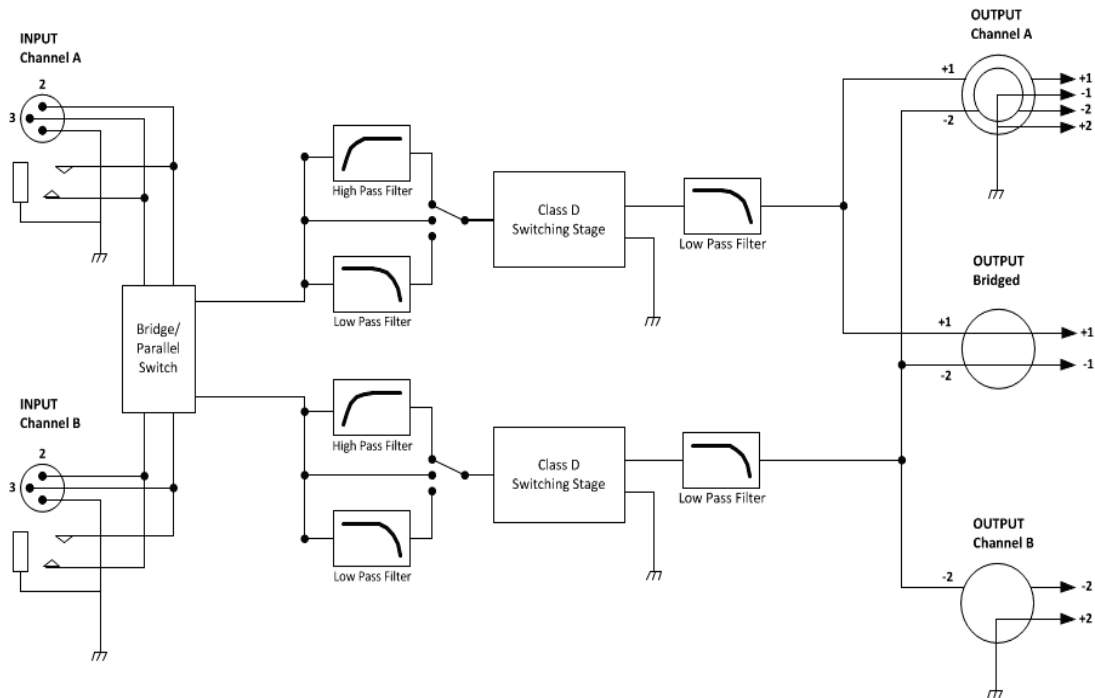 INPUT
Channel A
2
3
Bridge/
Parallel
Switch
INPUT
Channel B
2
3
High Pass Filter
Low Pass Filter
Class D
Switching Stage
Low Pass Filter
High Pass Filter
Low Pass Filter
Class D
Switching Stage
Low Pass Filter
OUTPUT
Channel A
+1
-2
+1
-1
-2
+2
OUTPUT
Bridged
+1
-2
+1
-1
OUTPUT
Channel B
-2
-2
+2